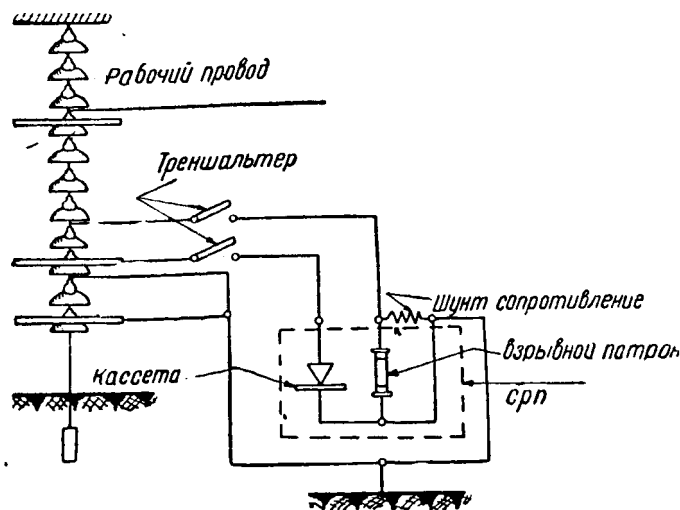 Рабочий провод
Треншальтер
Шунт сопротивление
взрывной патрон
кассета
СРП